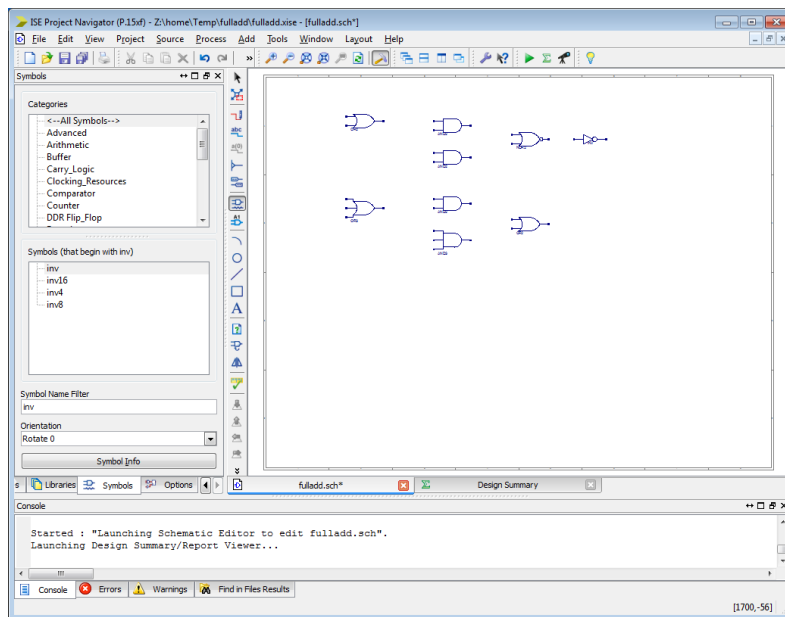 ISE Project Navigator (P.15xf) - Z:\home\Temp\fulladd\fulladd.xise - [fulladd.sch*]
File Edit View Project Source Process Add Tools Window Layout Help
Symbols
Categories
<--All Symbols-->
Advanced
Arithmetic
Buffer
Carry_Logic
Clocking_Resources
Comparator
Counter
DDR Flip_Flop
Symbols (that begin with inv)
inv
inv16
inv4
inv8
Symbol Name Filter
inv
Orientation
Rotate 0
Symbol Info
s Libraries Symbols Options fulladd.sch* Design Summary
Console
Started : "Launching Schematic Editor to edit fulladd.sch".
Launching Design Summary/Report Viewer...
Console Errors Warnings Find in Files Results
[1700,-56]